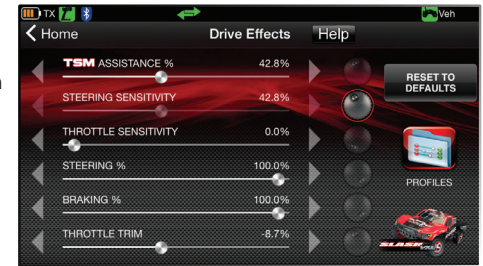 TX Veh
Home Drive Effects Help
TSM ASSISTANCE % 42.8%
RESET TO
DEFAULTS
STEERING SENSITIVITY 42.8%
THROTTLE SENSITIVITY 0.0%
STEERING % 100.0%
PROFILES
BRAKING % 100.0%
THROTTLE TRIM -8.7%
SLASH